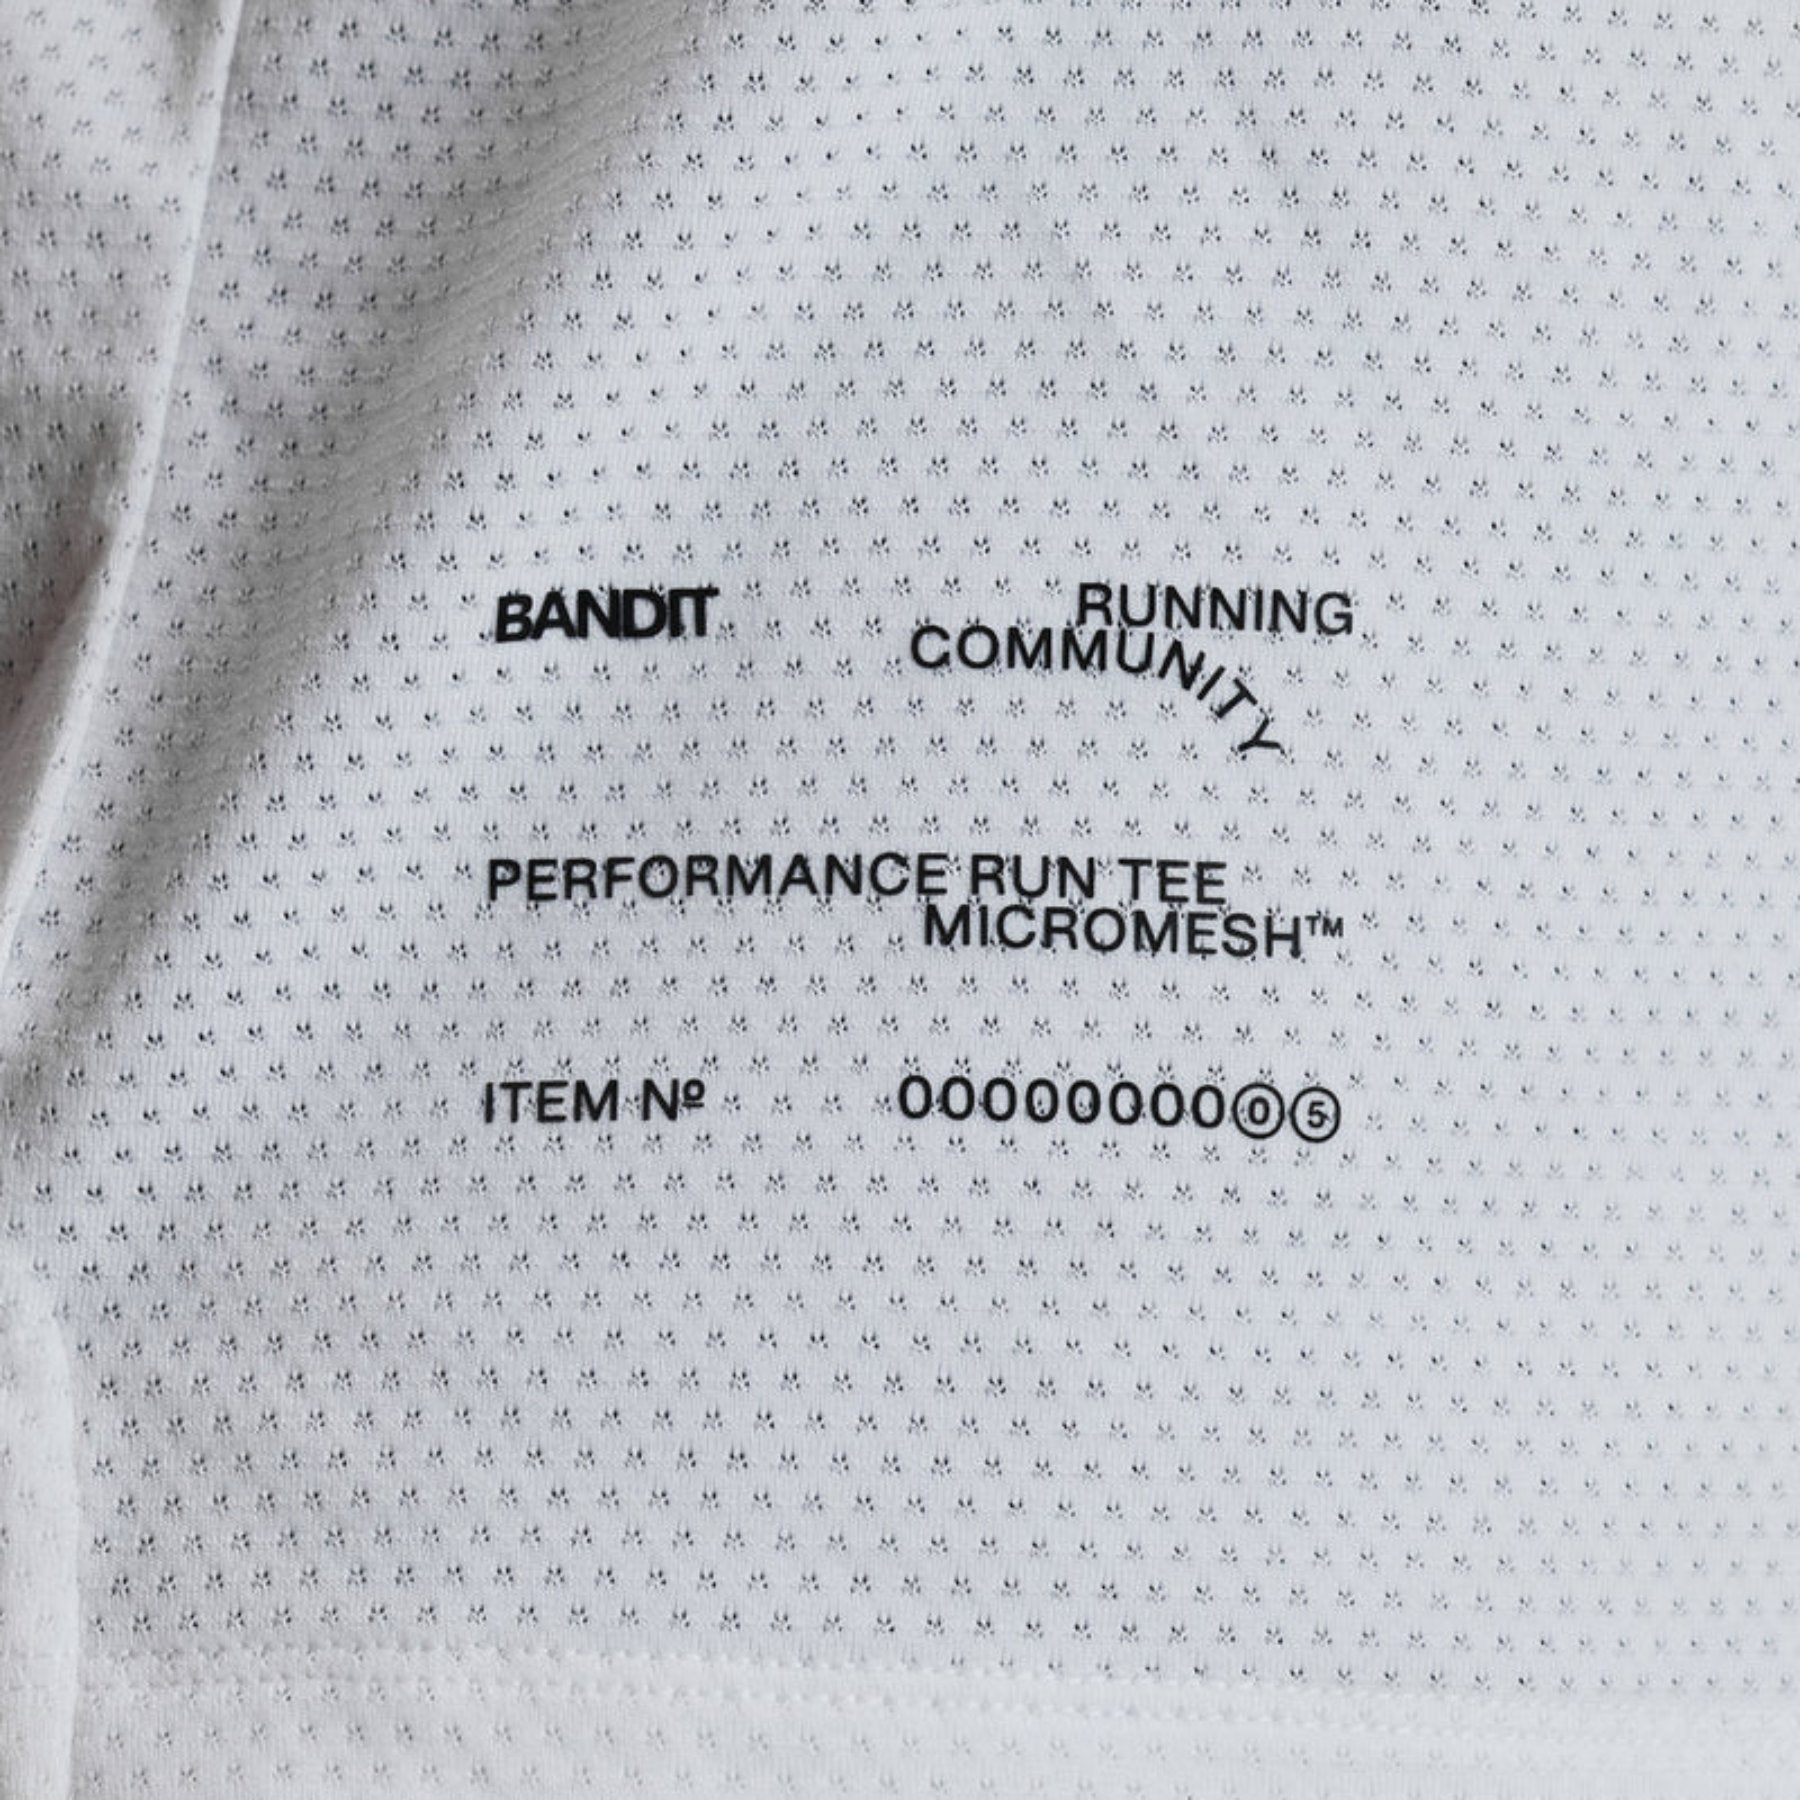 BANDIT
RUNNING
COMMUNITY
PERFORMANCE RUN TEE
MICROMESH™
ITEM Nº
00000000⓪⑤